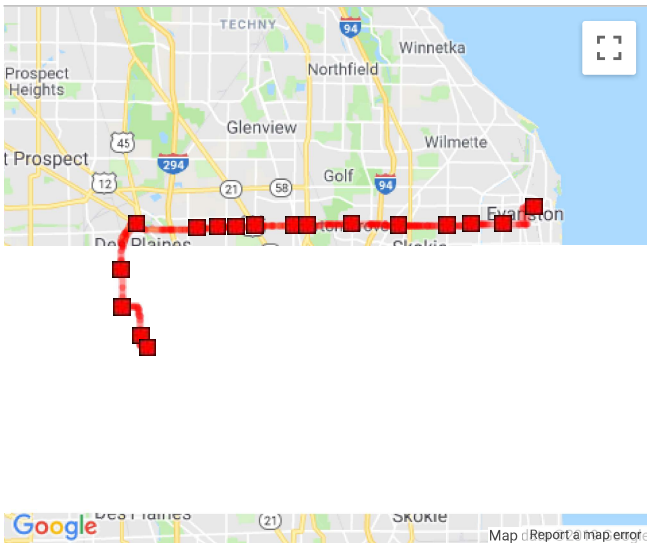 TECHNY
94
Winnetka
Northfield
Prospect
Heights
45
Glenview
t Prospect
294
Wilmette
12
Golf
21
58
94
Evanston
Des Plaines
Skokie
Des Plaines
21
Skokie
Google
Map
Report a map error